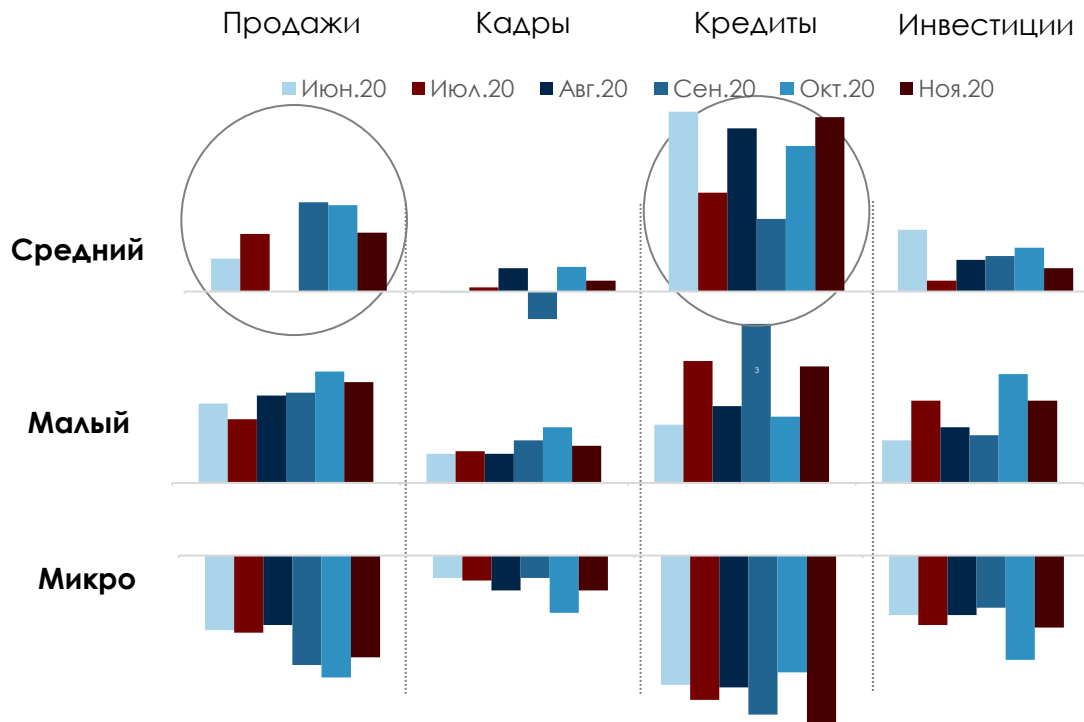 Продажи Кадры Кредиты Инвестиции
Июн.20 Июл.20 Авг.20 Сен.20 Окт.20 Ноя.20
Средний
3
Малый
Микро